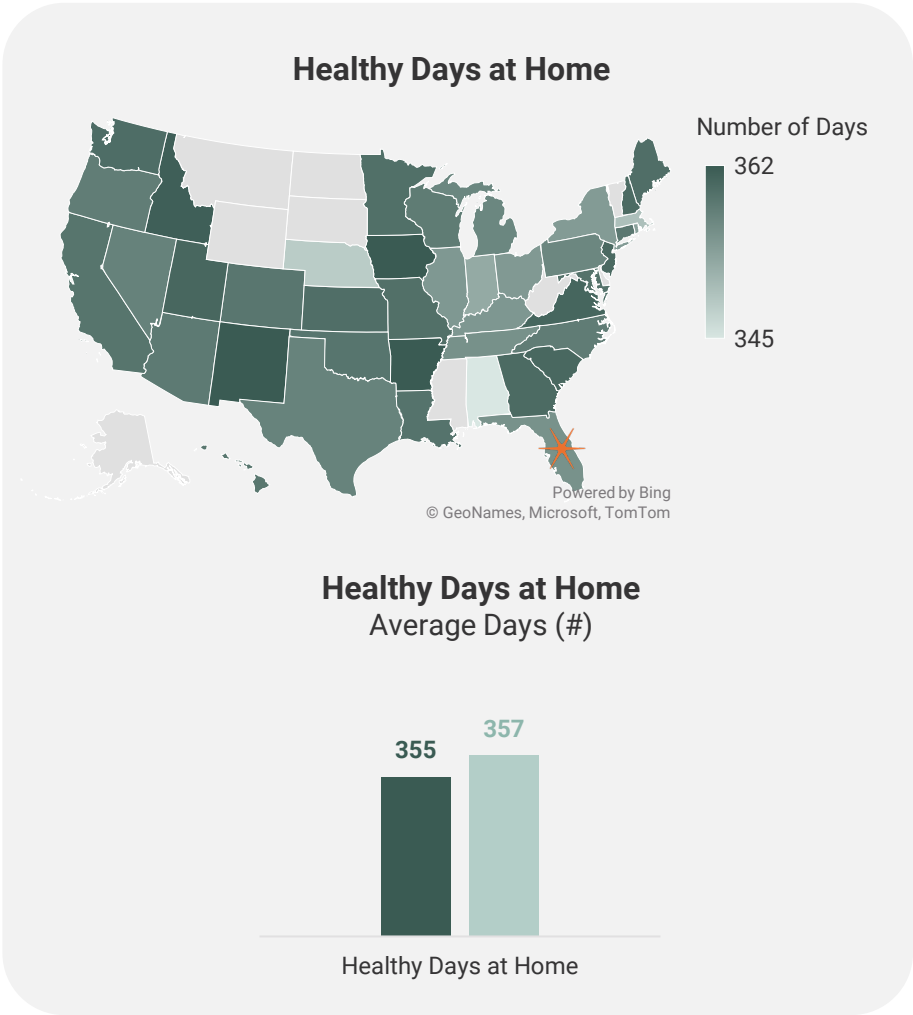 Healthy Days at Home
Number of Days
362
345
Powered by Bing
© GeoNames, Microsoft, TomTom
Healthy Days at Home
Average Days (#)
355
357
Healthy Days at Home